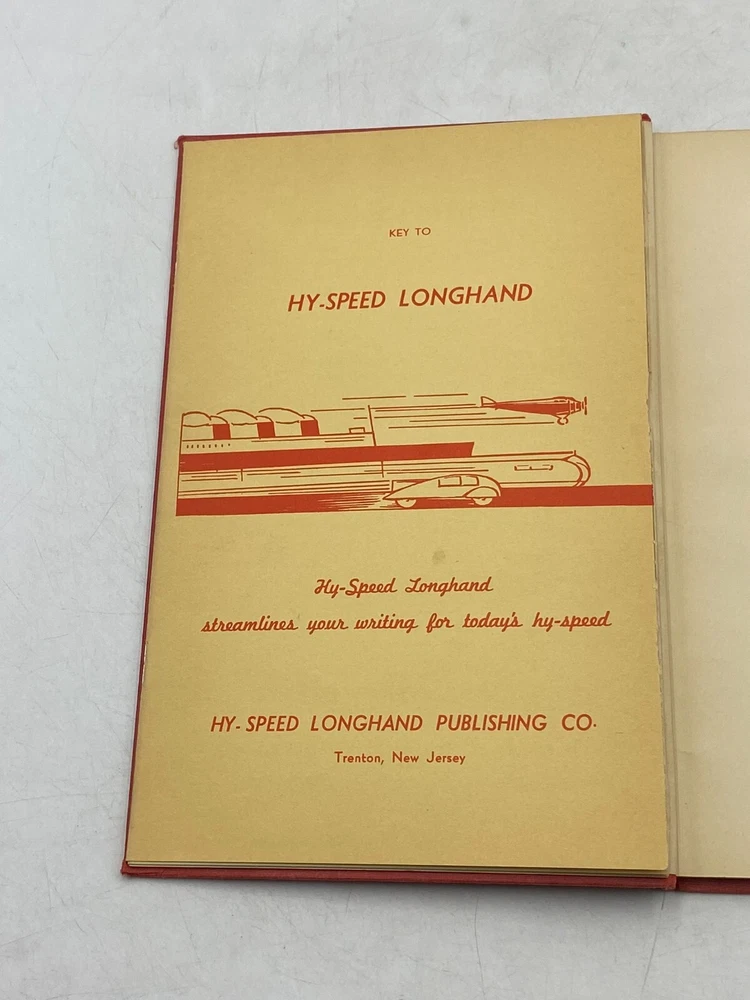 KEY TO
HY-SPEED LONGHAND
Hy-Speed Longhand
streamlines your writing for today's hy-speed
HY-SPEED LONGHAND PUBLISHING CO.
Trenton, New Jersey